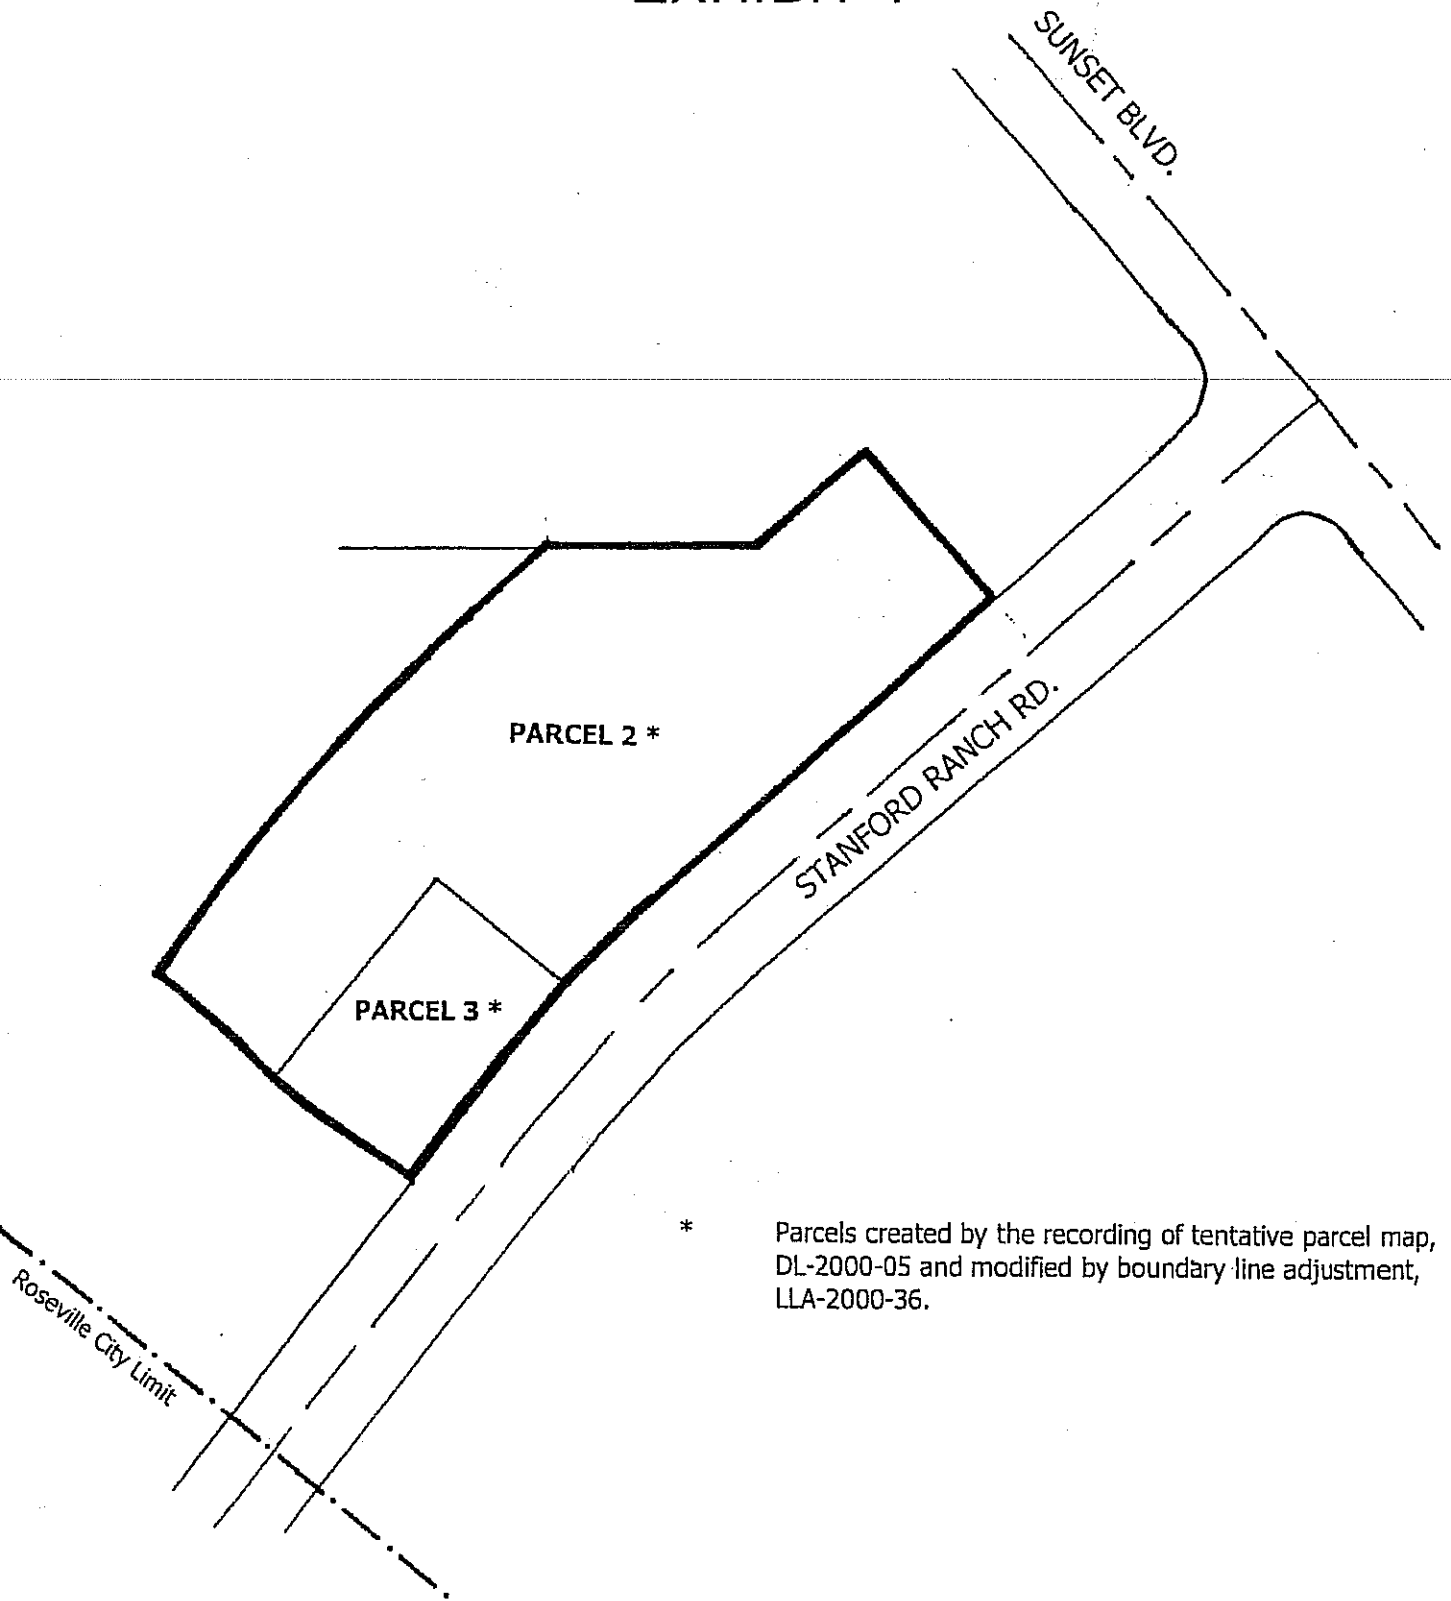 SUNSET BLVD.
PARCEL 2 *
STANFORD RANCH RD.
PARCEL 3 *
* Parcels created by the recording of tentative parcel map,
DL-2000-05 and modified by boundary line adjustment,
LLA-2000-36.
Roseville City Limit